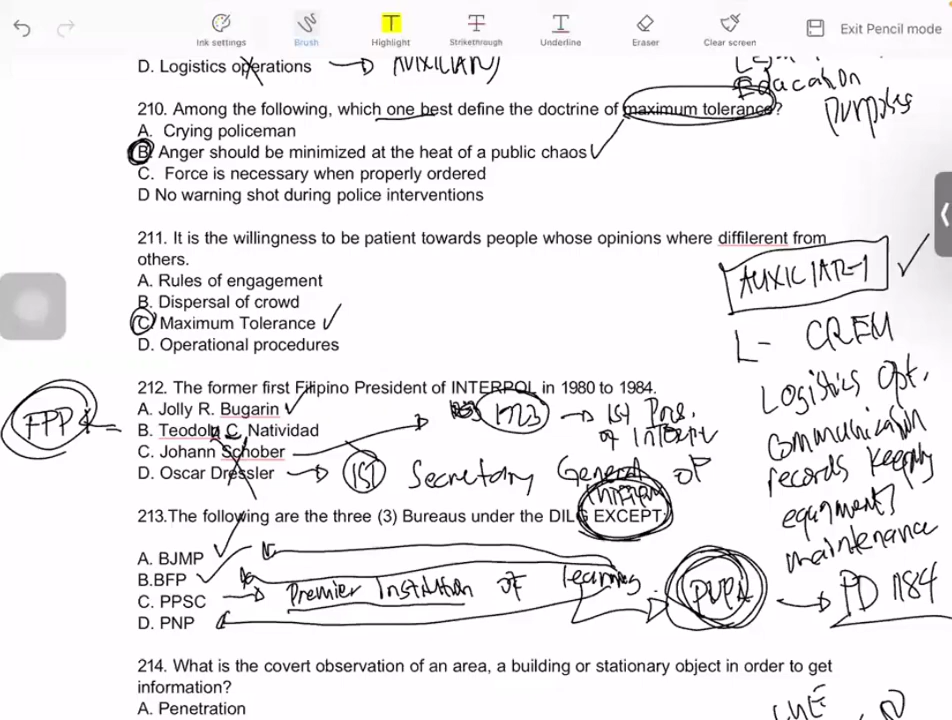 Ink settings
Brush
Highlight
Strikethrough
Underline
Eraser
Clear screen
Exit Pencil mode
D. Logistics operations
AUXILIARY
Education
purposes
210. Among the following, which one best define the doctrine of maximum tolerance?
A. Crying policeman
B. Anger should be minimized at the heat of a public chaos
C. Force is necessary when properly ordered
D No warning shot during police interventions
211. It is the willingness to be patient towards people whose opinions where diffilerent from
others.
A. Rules of engagement
B. Dispersal of crowd
C. Maximum Tolerance
D. Operational procedures
212. The former first Filipino President of INTERPOL in 1980 to 1984.
A. Jolly R. Bugarin
B. Teodolo C. Natividad
C. Johann Schober
D. Oscar Dressler
FPPA
1923
1st Pres.
of Interpol
1st
Secretary General of
Interpol
213.The following are the three (3) Bureaus under the DILG EXCEPT:
A. BJMP
B.BFP
C. PPSC
D. PNP
Premier Institution of learning
PNPA
PD 1184
L- CREM
Logistics Opt.
Communication
records keeping
equipments
maintenance
214. What is the covert observation of an area, a building or stationary object in order to get
information?
A. Penetration